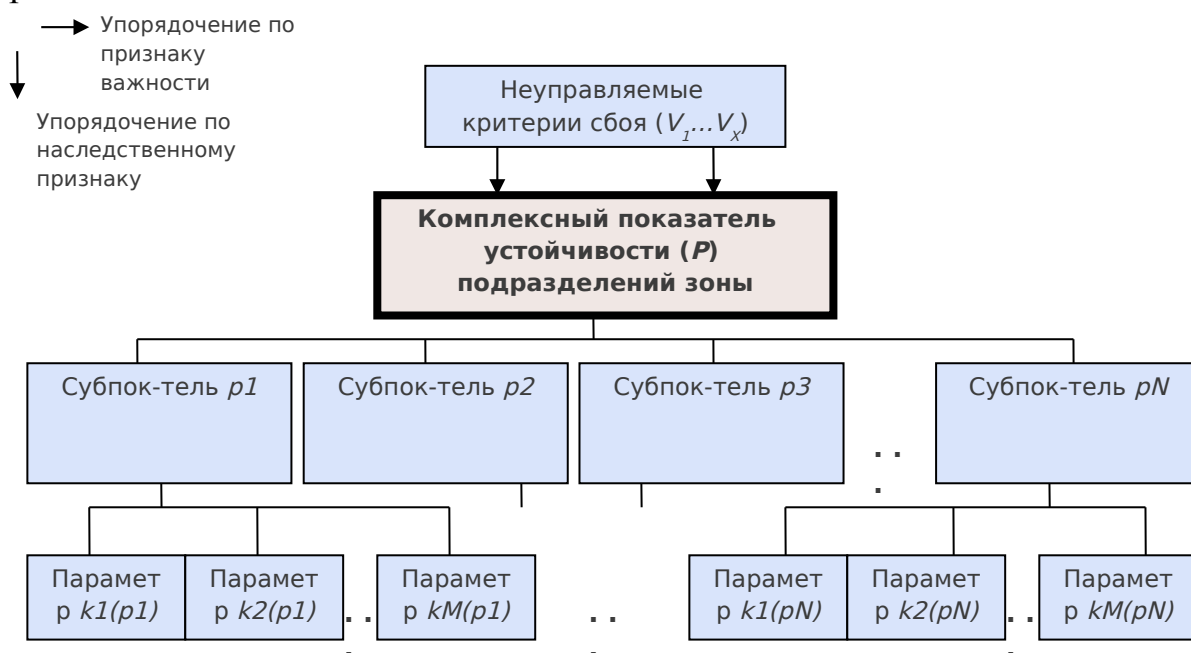 Упорядочение по
признаку
важности
Упорядочение по
наследственному
признаку
Неуправляемые
критерии сбоя (V1...VX)
Комплексный показатель
устойчивости (P)
подразделений зоны
Субпок-тель p1
Субпок-тель p2
Субпок-тель p3
. .
.
Субпок-тель pN
Парамет
р k1(p1)
Парамет
р k2(p1)
. .
Парамет
р kM(p1)
. .
Парамет
р k1(pN)
Парамет
р k2(pN)
. .
Парамет
р kM(pN)